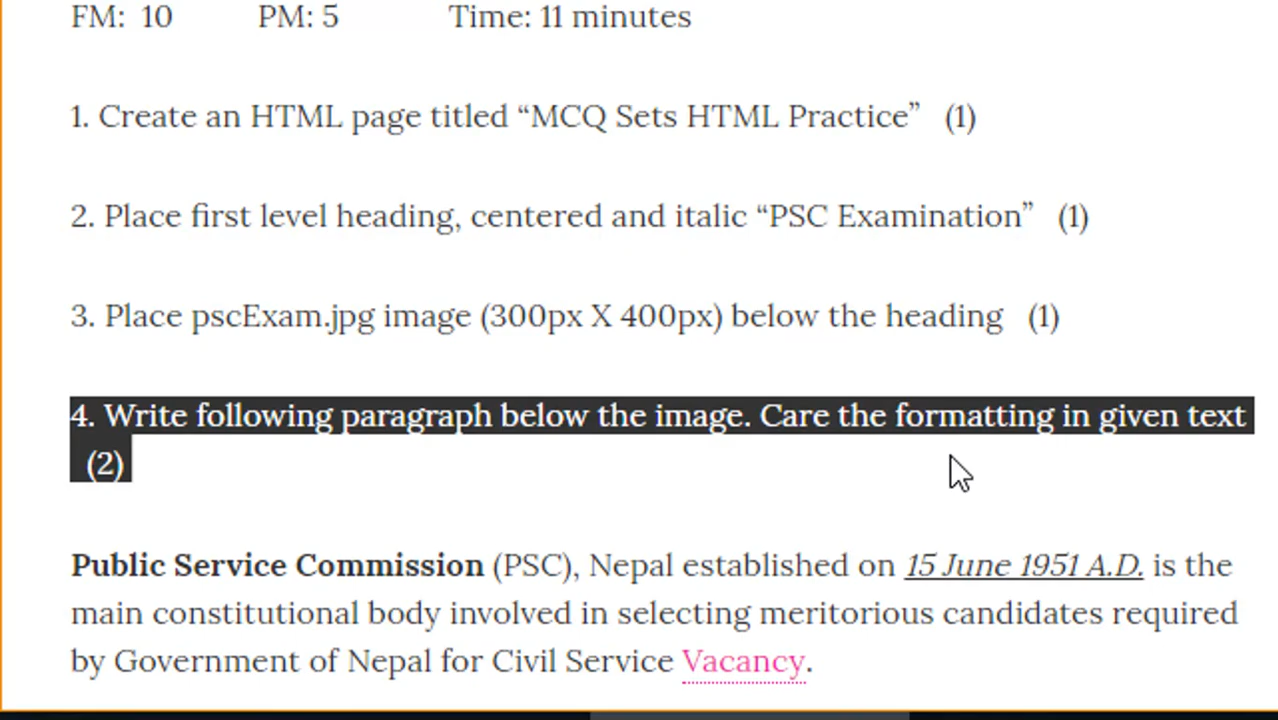 FM: 10 PM: 5 Time: 11 minutes
1. Create an HTML page titled “MCQ Sets HTML Practice” (1)
2. Place first level heading, centered and italic “PSC Examination” (1)
3. Place pscExam.jpg image (300px X 400px) below the heading (1)
4. Write following paragraph below the image. Care the formatting in given text
(2)
Public Service Commission (PSC), Nepal established on 15 June 1951 A.D. is the
main constitutional body involved in selecting meritorious candidates required
by Government of Nepal for Civil Service Vacancy.